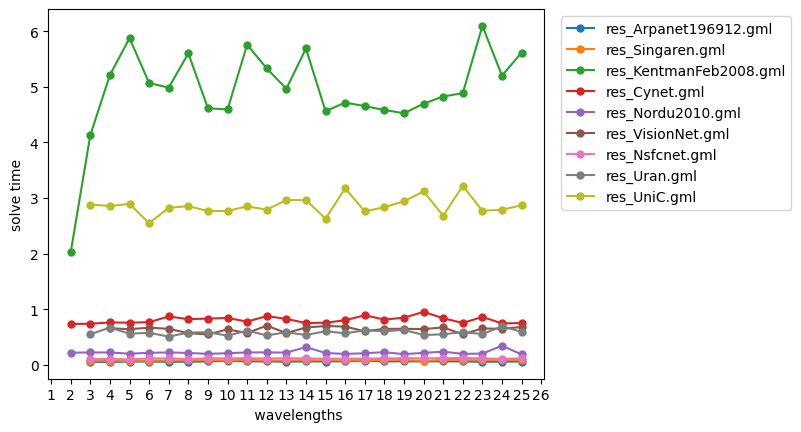 6
5
4
3
2
1
0
solve time
1 2 3 4 5 6 7 8 9 10 11 12 13 14 15 16 17 18 19 20 21 22 23 24 25 26
wavelengths
res_Arpanet196912.gml
res_Singaren.gml
res_KentmanFeb2008.gml
res_Cynet.gml
res_Nordu2010.gml
res_VisionNet.gml
res_Nsfcnet.gml
res_Uran.gml
res_UniC.gml